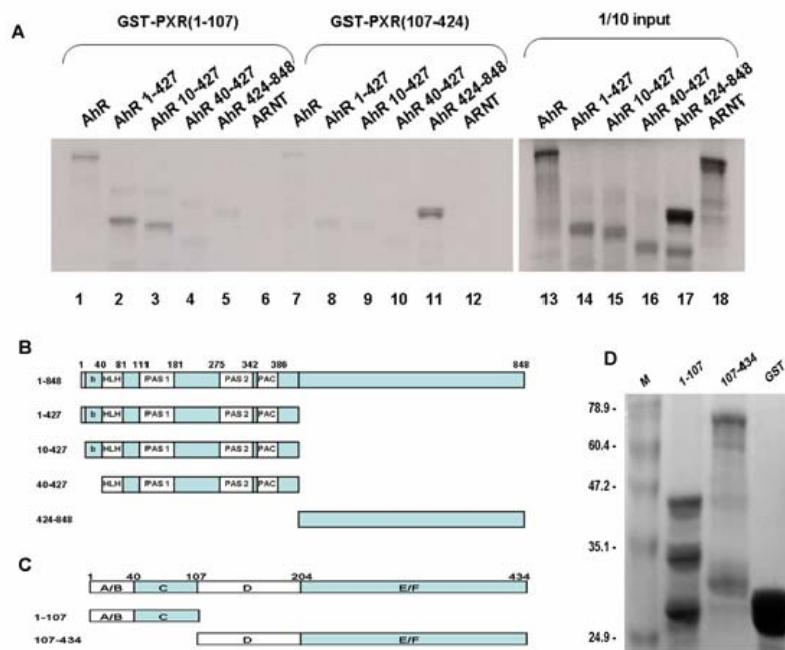 A
GST-PXR(1-107) GST-PXR(107-424) 1/10 input
AhR AhR 1-427 AhR 10-427 AhR 40-427 AhR 424-848 ARNT AhR AhR 1-427 AhR 10-427 AhR 40-427 AhR 424-848 ARNT AhR AhR 1-427 AhR 10-427 AhR 40-427 AhR 424-848 ARNT
1 2 3 4 5 6 7 8 9 10 11 12 13 14 15 16 17 18
B
1 40 81 111 181 275 342 386 848
1-848 b HLH PAS 1 PAS 2 PAC
1-427 b HLH PAS 1 PAS 2 PAC
10-427 b HLH PAS 1 PAS 2 PAC
40-427 HLH PAS 1 PAS 2 PAC
424-848
C
1 40 107 204 434
A/B C D E/F
1-107 A/B C
107-434 D E/F
D
M 1-107 107-434 GST
78.9 -
60.4 -
47.2 -
35.1 -
24.9 -